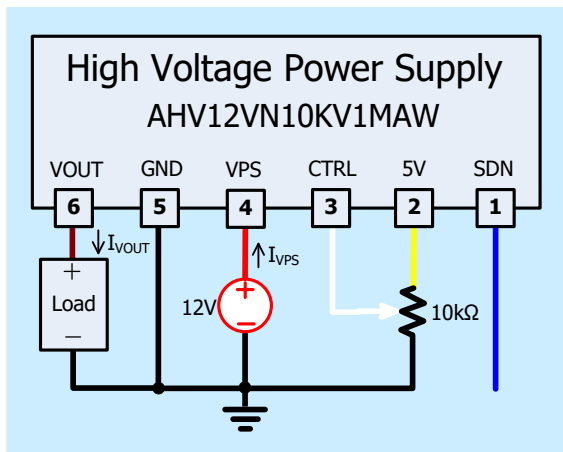 High Voltage Power Supply
AHV12VN10KV1MAW
VOUT GND VPS CTRL 5V SDN
6 5 4 3 2 1
↓IVOUT ↑IVPS
+ +
Load 12V 10kΩ
− −